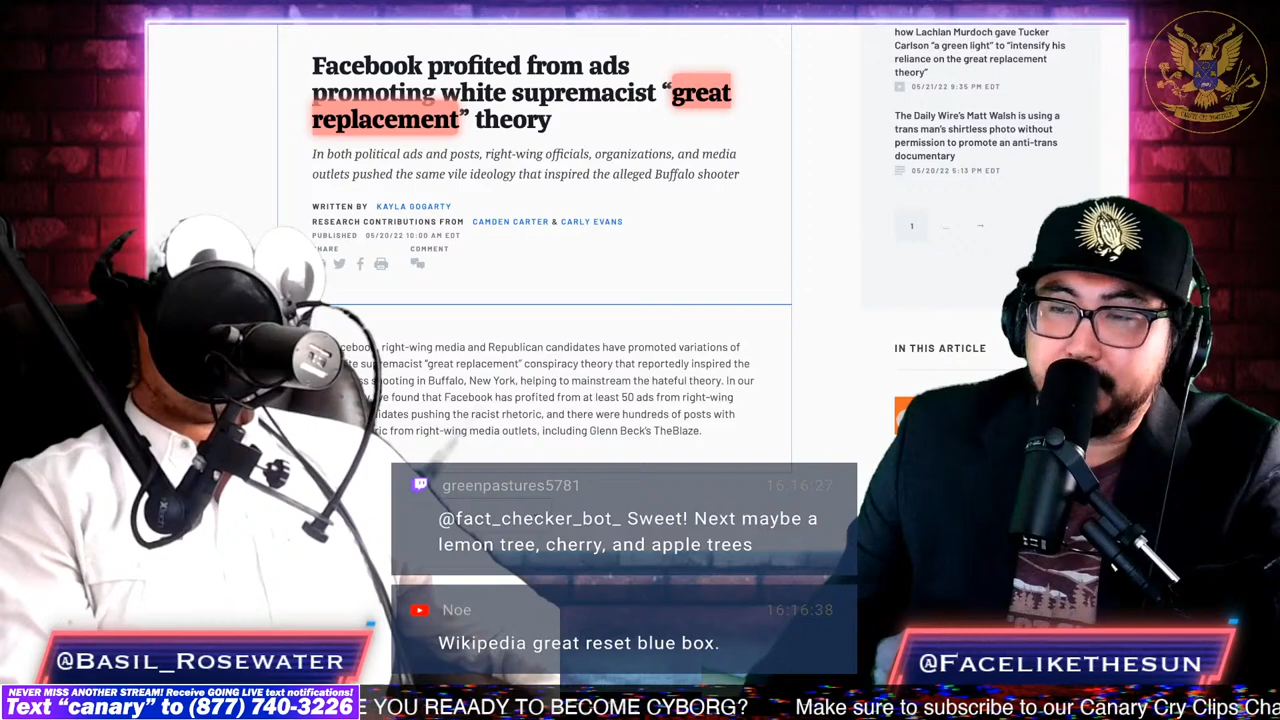 Facebook profited from ads
promoting white supremacist “great
replacement” theory
In both political ads and posts, right-wing officials, organizations, and media
outlets pushed the same vile ideology that inspired the alleged Buffalo shooter
WRITTEN BY KAYLA GOGARTY
RESEARCH CONTRIBUTIONS FROM CAMDEN CARTER & CARLY EVANS
PUBLISHED 05/20/22 10:00 AM EDT
HARE COMMENT
right-wing media and Republican candidates have promoted variations of
“great replacement” conspiracy theory that reportedly inspired the
shooting in Buffalo, New York, helping to mainstream the hateful theory. In our
found that Facebook has profited from at least 50 ads from right-wing
pushing the racist rhetoric, and there were hundreds of posts with
from right-wing media outlets, including Glenn Beck’s TheBlaze.
how Lachlan Murdoch gave Tucker
Carlson “a green light” to “intensify his
reliance on the great replacement
theory”
05/21/22 9:35 PM EDT
The Daily Wire’s Matt Walsh is using a
trans man’s shirtless photo without
permission to promote an anti-trans
documentary
05/20/22 5:13 PM EDT
1 ... →
IN THIS ARTICLE
greenpastures5781 16:16:27
@fact_checker_bot_ Sweet! Next maybe a
lemon tree, cherry, and apple trees
Noe 16:16:38
Wikipedia great reset blue box.
@BASIL_ROSEWATER
@FACELIKETHESUN
NEVER MISS ANOTHER STREAM! Receive GOING LIVE text notifications!
Text “canary” to (877) 740-3226
E YOU REAADY TO BECOME CYBORG? Make sure to subscribe to our Canary Cry Clips Cha